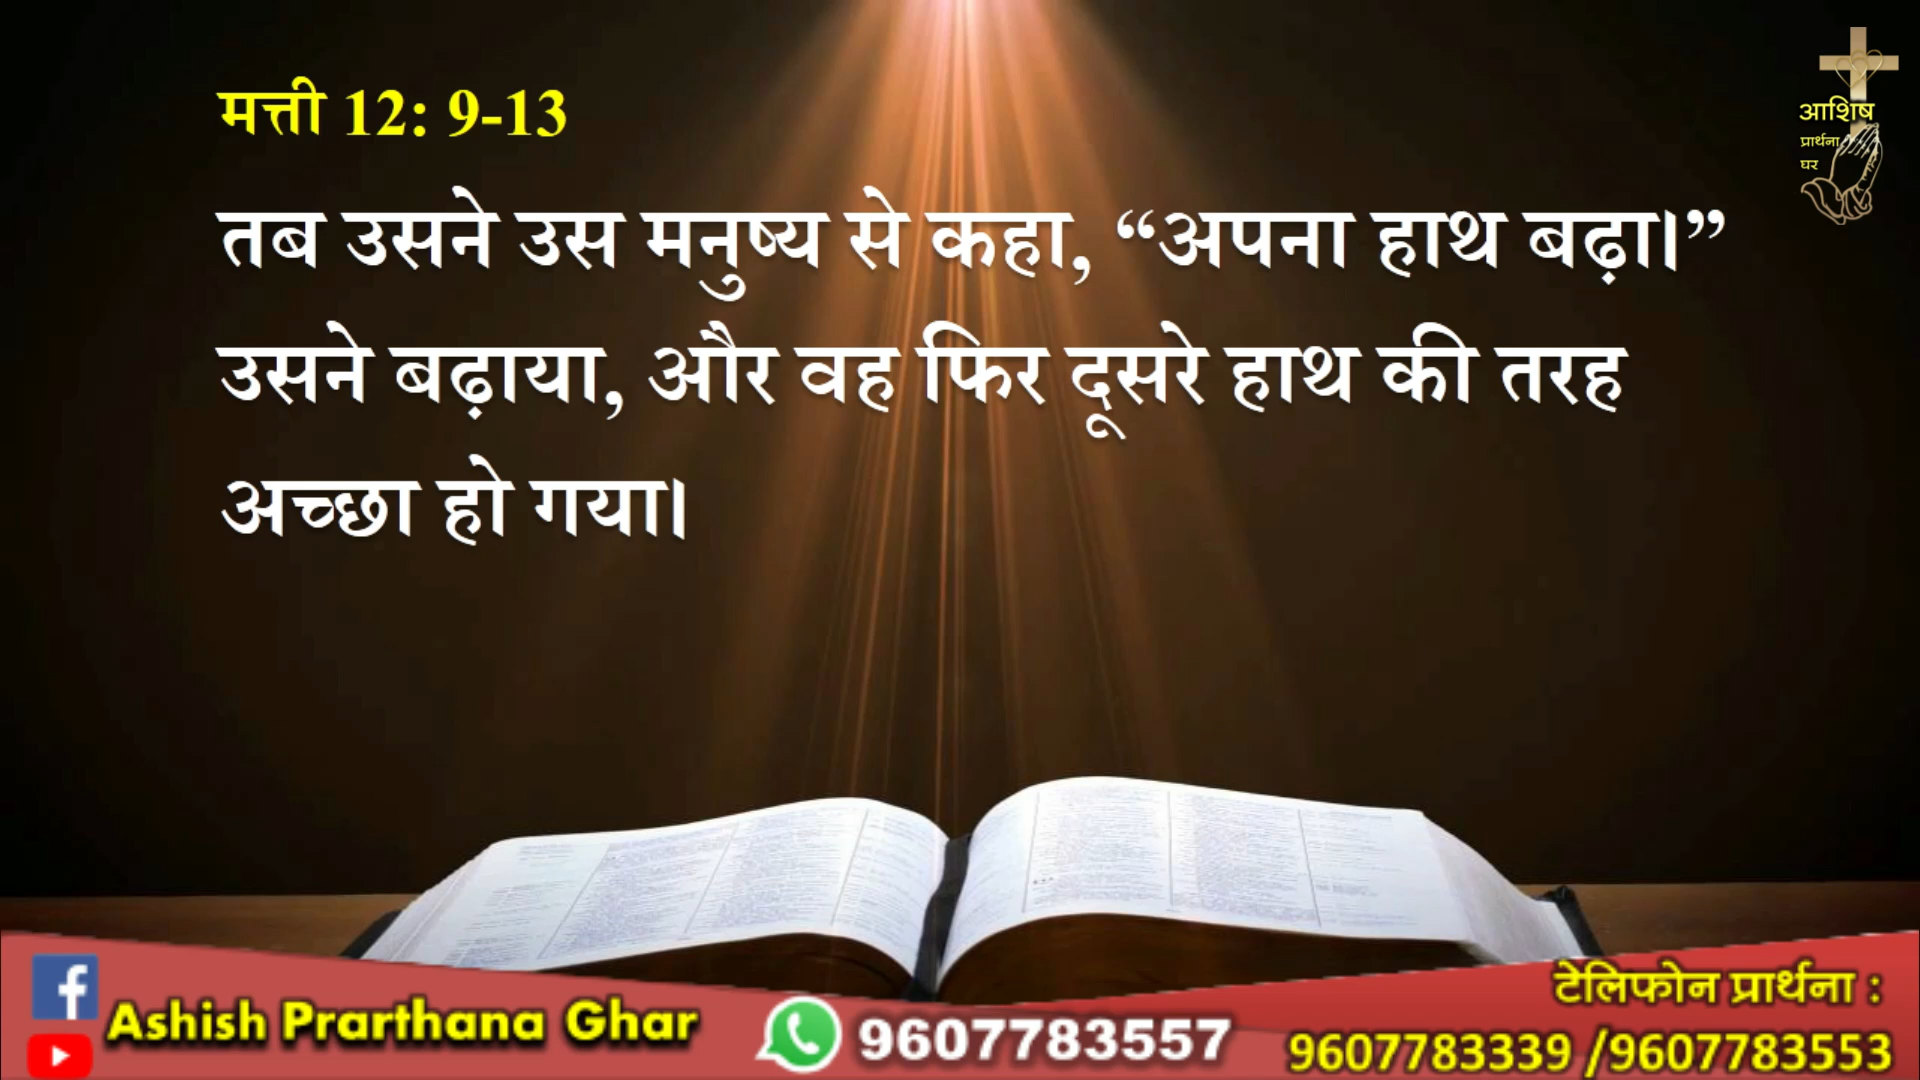 मत्ती 12: 9-13
तब उसने उस मनुष्य से कहा, “अपना हाथ बढ़ा।”
उसने बढ़ाया, और वह फिर दूसरे हाथ की तरह
अच्छा हो गया।
आशिष
प्रार्थना
घर
Ashish Prarthana Ghar
9607783557
टेलिफोन प्रार्थना :
9607783339 /9607783553